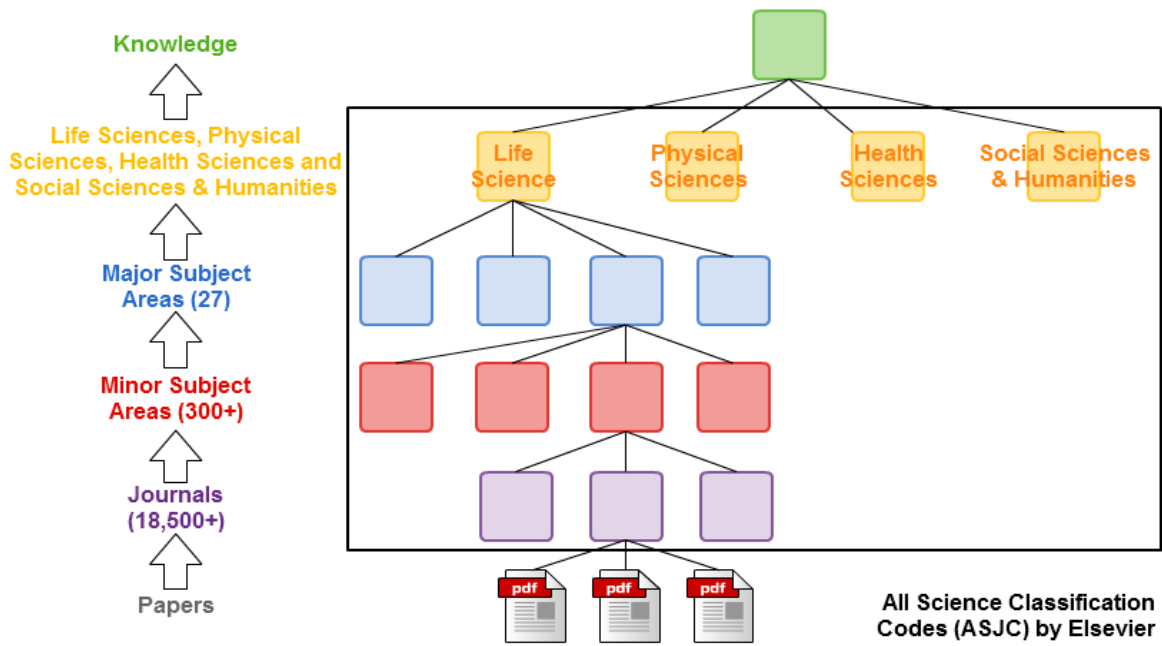 Knowledge
Life Sciences, Physical
Sciences, Health Sciences and
Social Sciences & Humanities
Major Subject
Areas (27)
Minor Subject
Areas (300+)
Journals
(18,500+)
Papers
Life
Science
Physical
Sciences
Health
Sciences
Social Sciences
& Humanities
pdf
pdf
pdf
All Science Classification
Codes (ASJC) by Elsevier